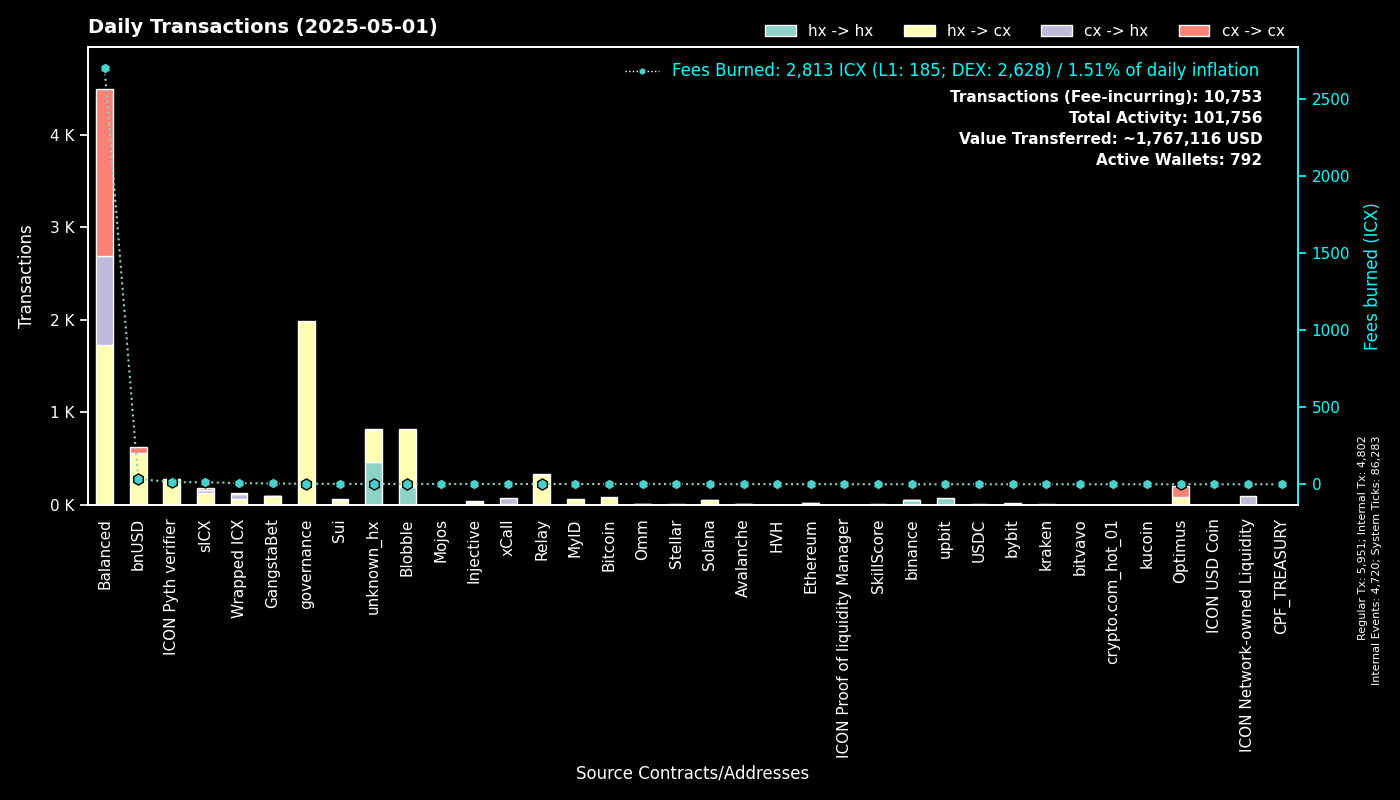 Daily Transactions (2025-05-01)
hx -> hx
hx -> cx
cx -> hx
cx -> cx
Fees Burned: 2,813 ICX (L1: 185; DEX: 2,628) / 1.51% of daily inflation
Transactions (Fee-incurring): 10,753
Total Activity: 101,756
Value Transferred: ~1,767,116 USD
Active Wallets: 792
Transactions
4 K
3 K
2 K
1 K
0 K
2500
2000
1500
1000
500
0
Fees burned (ICX)
Balanced
bnUSD
ICON Pyth verifier
sICX
Wrapped ICX
GangstaBet
governance
Sui
unknown_hx
Blobble
Mojos
Injective
xCall
Relay
MyID
Bitcoin
Omm
Stellar
Solana
Avalanche
HVH
Ethereum
ICON Proof of liquidity Manager
SkillScore
binance
upbit
USDC
bybit
kraken
bitvavo
crypto.com_hot_01
kucoin
Optimus
ICON USD Coin
ICON Network-owned Liquidity
CPF_TREASURY
Source Contracts/Addresses
Regular Tx: 5,951; Internal Tx: 4,802
Internal Events: 4,720; System Ticks: 86,283